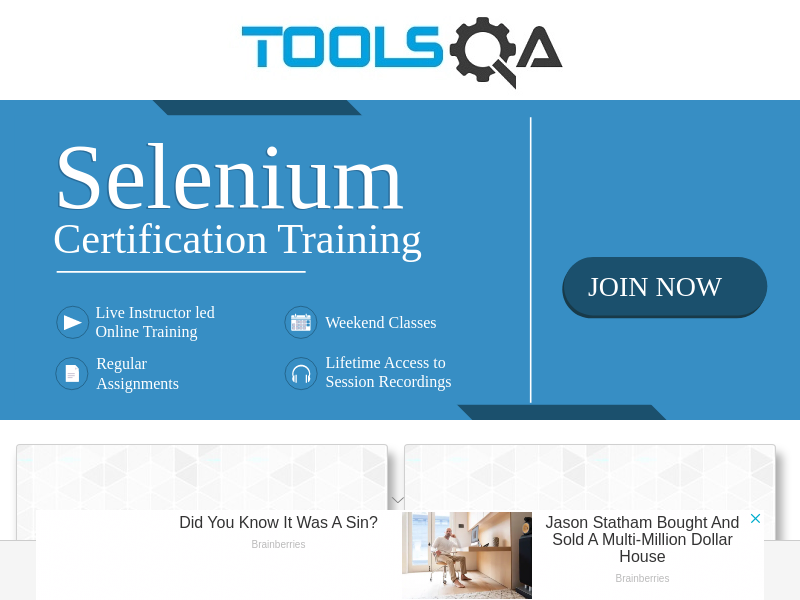 TOOLSQA
Selenium
Certification Training
Live Instructor led
Online Training
Weekend Classes
Regular
Assignments
Lifetime Access to
Session Recordings
JOIN NOW
Did You Know It Was A Sin?
Brainberries
Jason Statham Bought And
Sold A Multi-Million Dollar
House
Brainberries